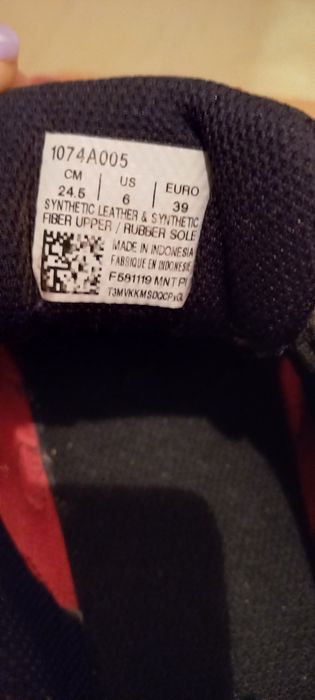 1074A005
CM US EURO
24.5 6 39
SYNTHETIC LEATHER & SYNTHETIC
FIBER UPPER / RUBBER SOLE
MADE IN INDONESIA
FABRIQUE EN INDONESIE
F581119 MNT PI